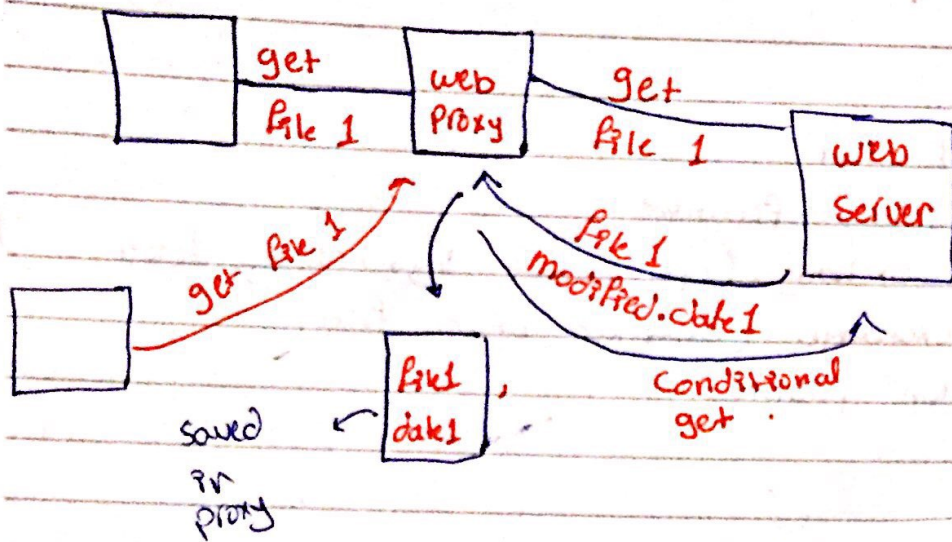 get
file 1
web
proxy
get
file 1
web
server
get file 1
file 1
modified.date1
conditional
get.
file1
date1
saved
in
proxy